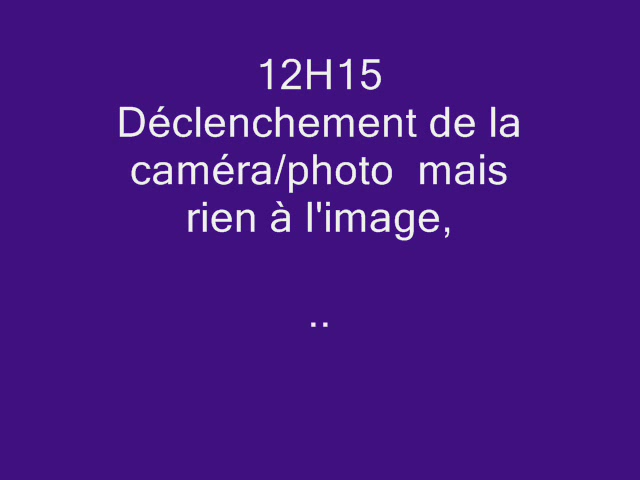 12H15
Déclenchement de la
caméra/photo  mais
rien à l'image,
..